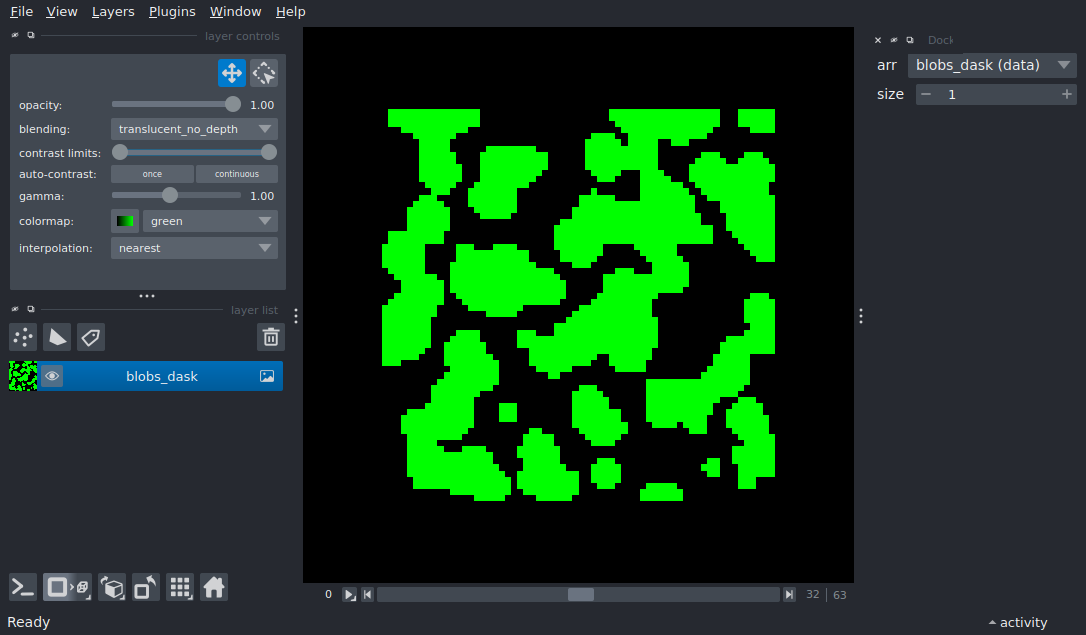 File View Layers Plugins Window Help
layer controls
opacity: 1.00
blending: translucent_no_depth
contrast limits:
auto-contrast: once continuous
gamma: 1.00
colormap: green
interpolation: nearest
layer list
blobs_dask
0 32 63
Dock
arr blobs_dask (data)
size 1
Ready
activity